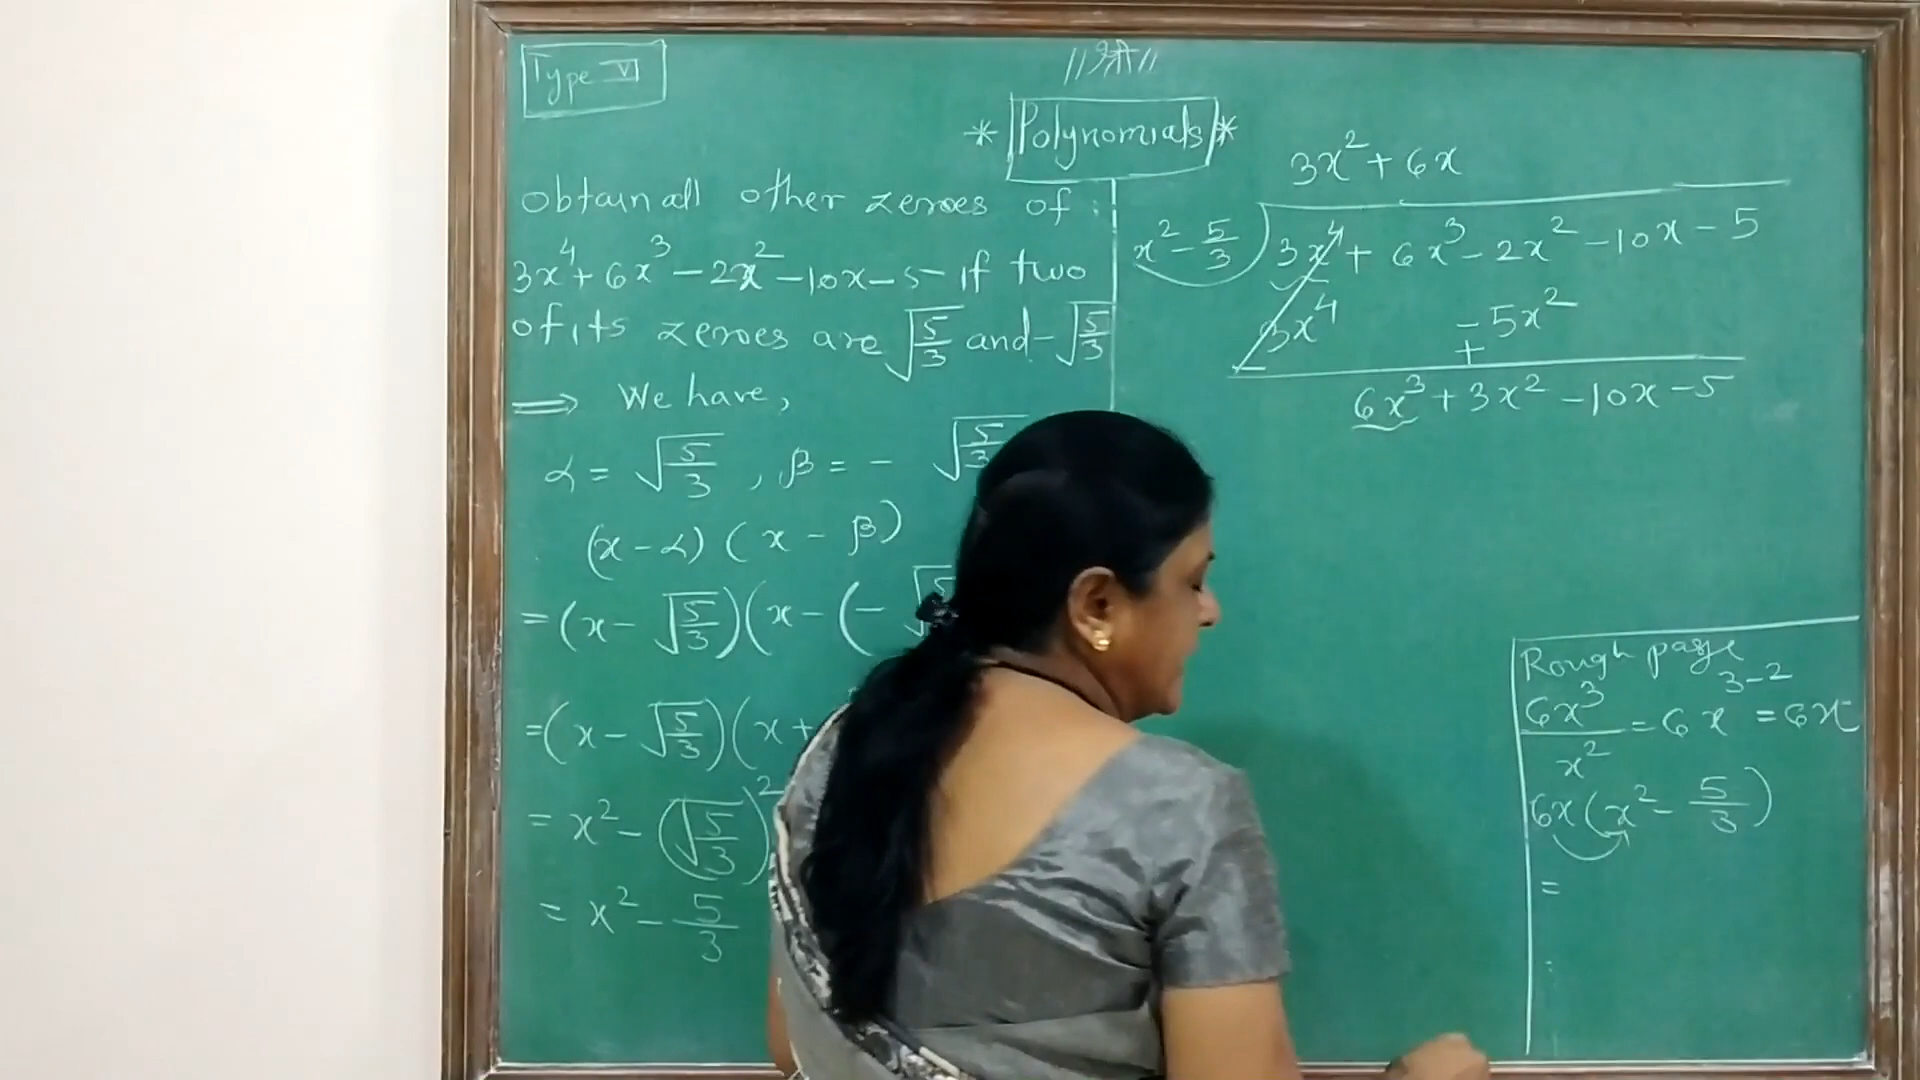 Type VI
// श्री //
* Polynomials *
obtain all other zeroes of :
3x⁴ + 6x³ - 2x² - 10x - 5 if two
of its zeroes are √5/3 and -√5/3
⟹ We have,
α = √5/3 , β = - √5/3
(x - α) ( x - β)
= (x - √5/3)(x - (- √5
= (x - √5/3)(x +
= x² - (√5/3)²
= x² - 5/3
3x² + 6x
x² - 5/3 ) 3x⁴ + 6x³ - 2x² - 10x - 5
3x⁴ - 5x²
- +
6x³ + 3x² - 10x - 5
Rough page
6x³/x² = 6x³⁻² = 6x
6x (x² - 5/3)
=